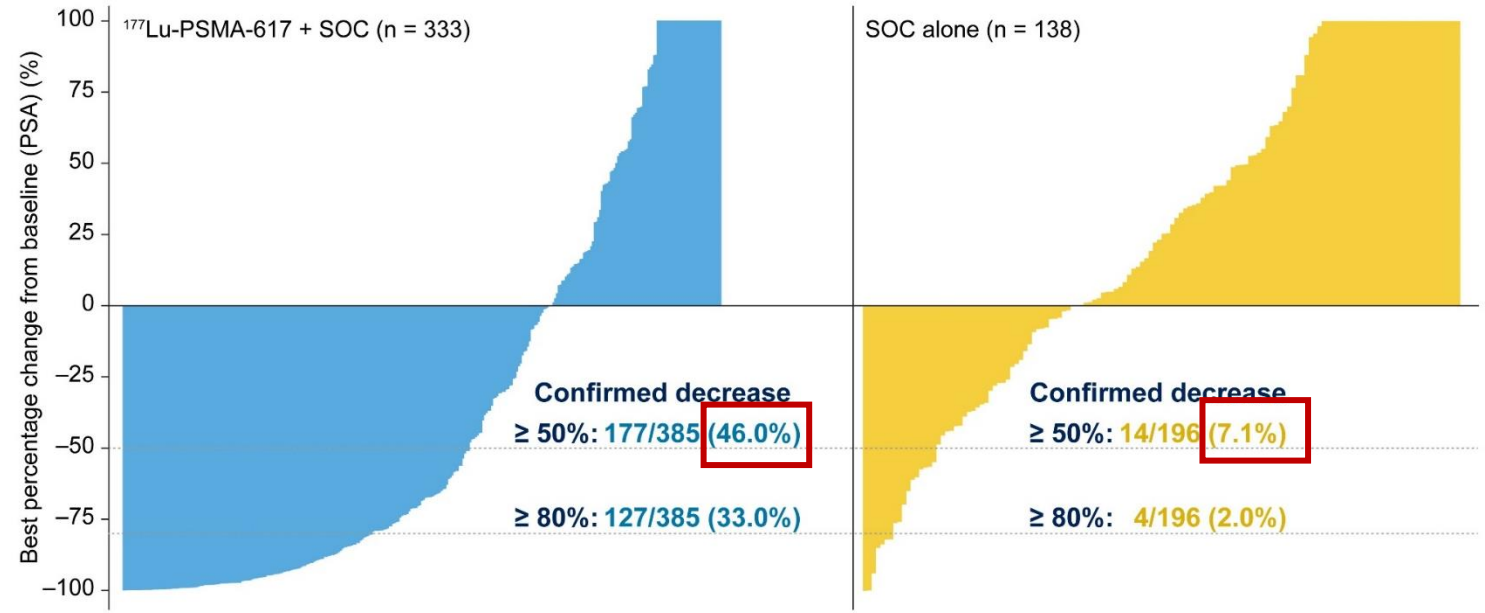 Best percentage change from baseline (PSA) (%)
100
75
50
25
0
–25
–50
–75
–100
¹⁷⁷Lu-PSMA-617 + SOC (n = 333)
Confirmed decrease
≥ 50%: 177/385 (46.0%)
≥ 80%: 127/385 (33.0%)
SOC alone (n = 138)
Confirmed decrease
≥ 50%: 14/196 (7.1%)
≥ 80%: 4/196 (2.0%)